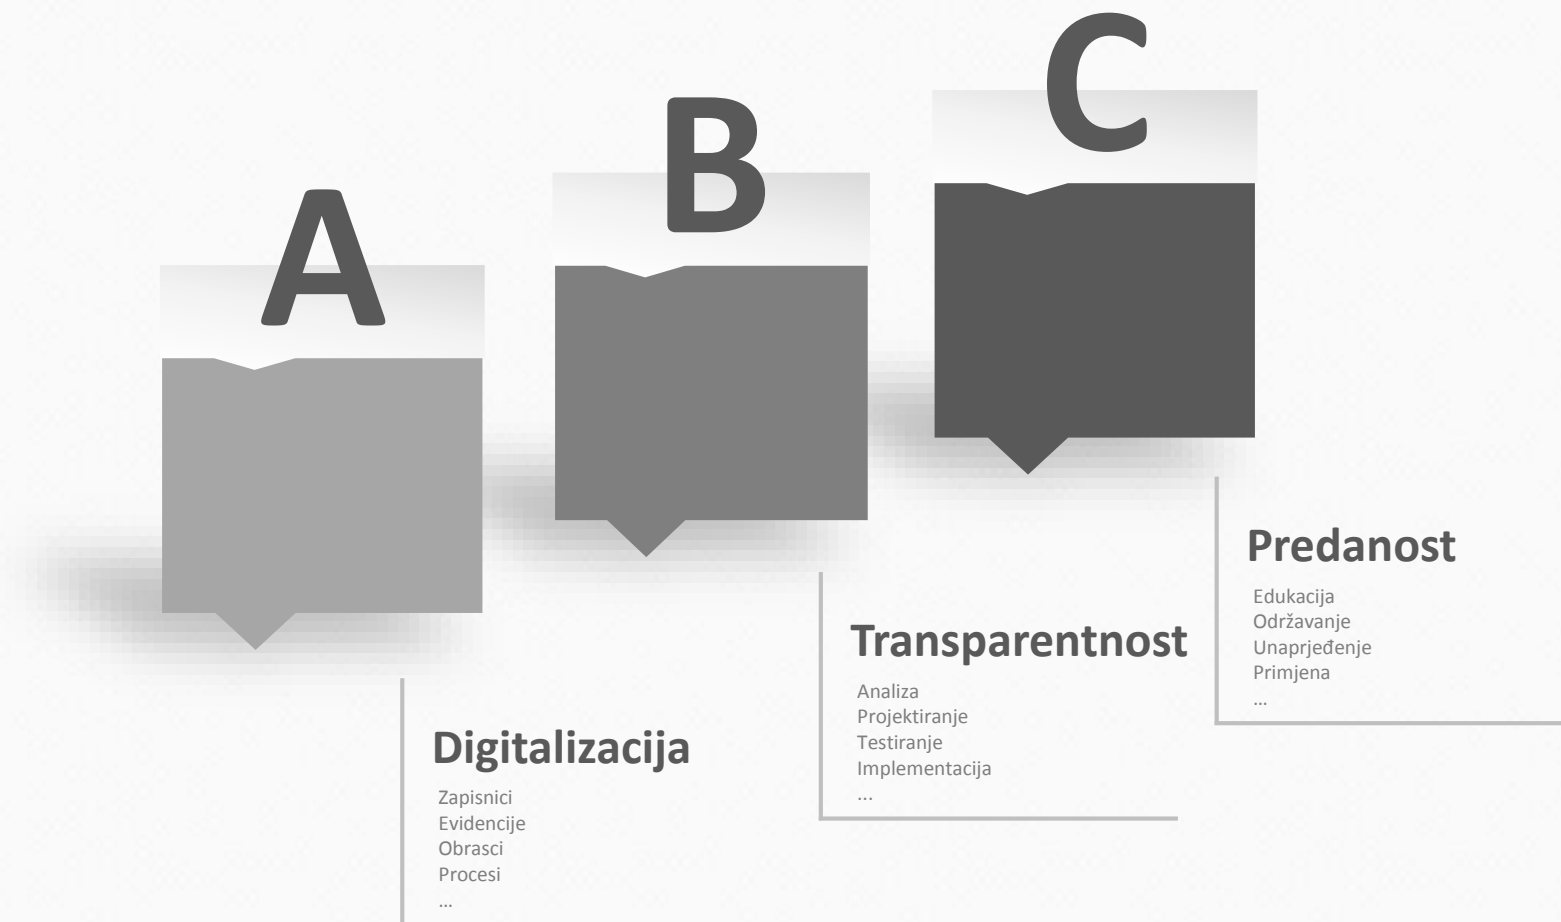 A
B
C
Digitalizacija
Zapisnici
Evidencije
Obrasci
Procesi
...
Transparentnost
Analiza
Projektiranje
Testiranje
Implementacija
...
Predanost
Edukacija
Održavanje
Unaprjeđenje
Primjena
...